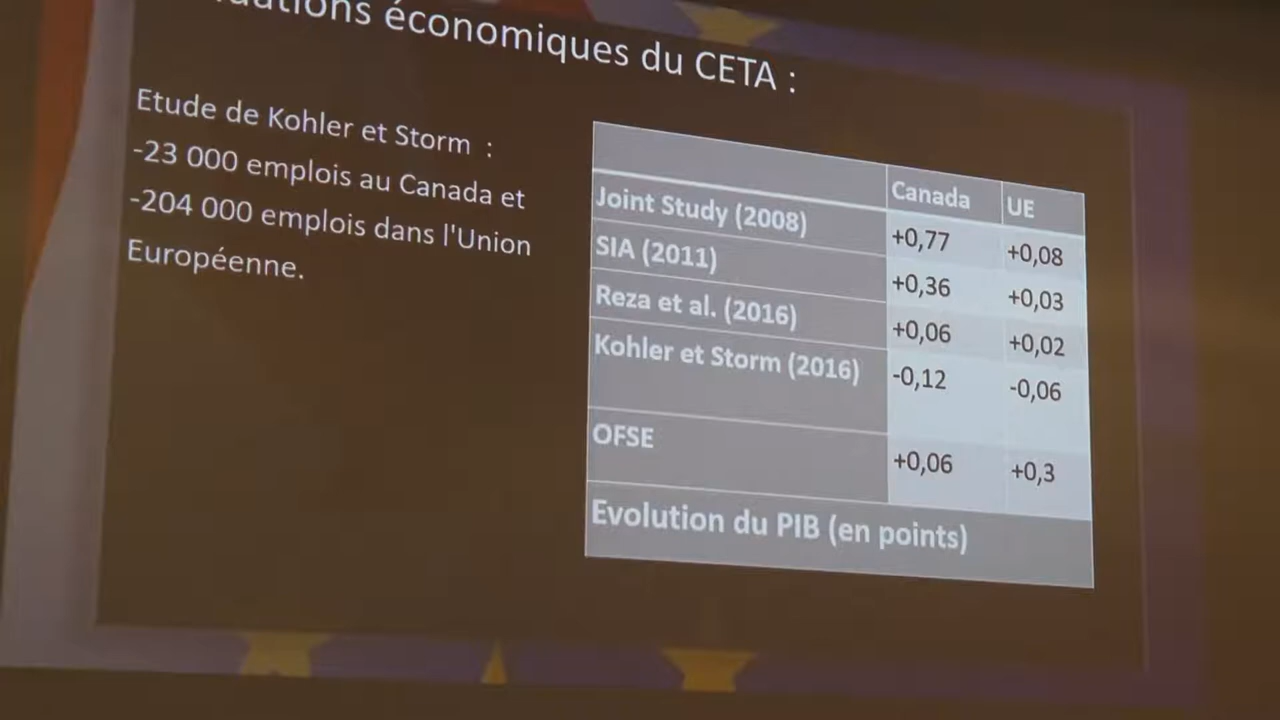 économiques du CETA :
Etude de Kohler et Storm :
-23 000 emplois au Canada et
-204 000 emplois dans l'Union
Européenne.
Canada UE
Joint Study (2008) +0,77 +0,08
SIA (2011) +0,36 +0,03
Reza et al. (2016) +0,06 +0,02
Kohler et Storm (2016) -0,12 -0,06
OFSE +0,06 +0,3
Evolution du PIB (en points)